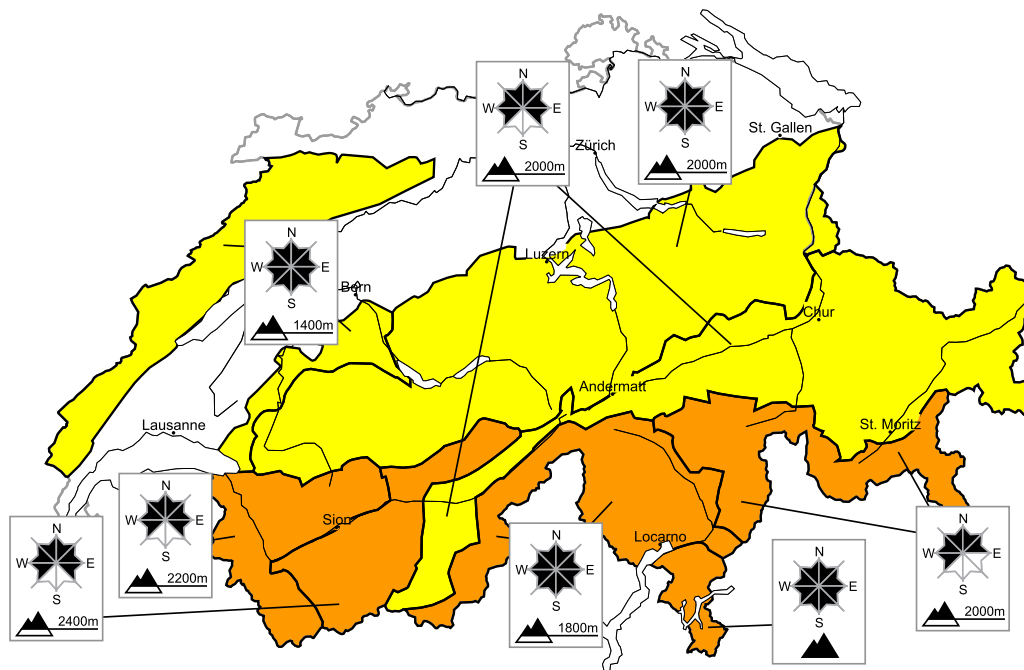 N
W E
S
2000m
N
W E
S
2000m
St. Gallen
Zürich
N
W E
S
1400m
Luzern
Bern
Chur
Andermatt
Lausanne
St. Moritz
N
W E
S
2200m
N
W E
S
2400m
Sion
N
W E
S
1800m
Locarno
N
W E
S
N
W E
S
2000m